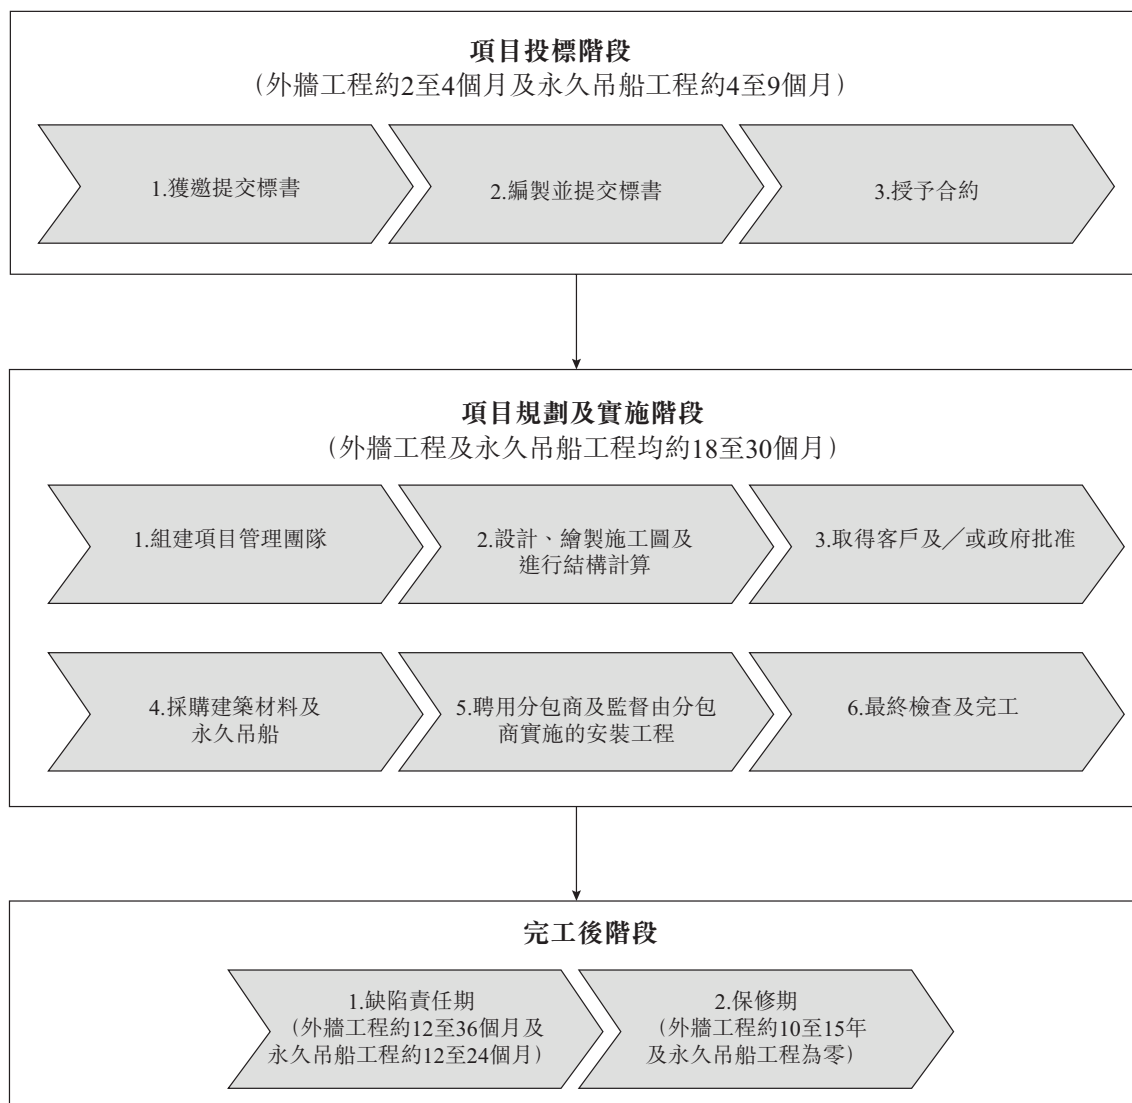 項目投標階段
（外牆工程約2至4個月及永久吊船工程約4至9個月）
1.獲邀提交標書
2.編製並提交標書
3.授予合約
項目規劃及實施階段
（外牆工程及永久吊船工程均約18至30個月）
1.組建項目管理團隊
2.設計、繪製施工圖及
進行結構計算
3.取得客戶及／或政府批准
4.採購建築材料及
永久吊船
5.聘用分包商及監督由分包
商實施的安裝工程
6.最終檢查及完工
完工後階段
1.缺陷責任期
（外牆工程約12至36個月及
永久吊船工程約12至24個月）
2.保修期
（外牆工程約10至15年
及永久吊船工程為零）